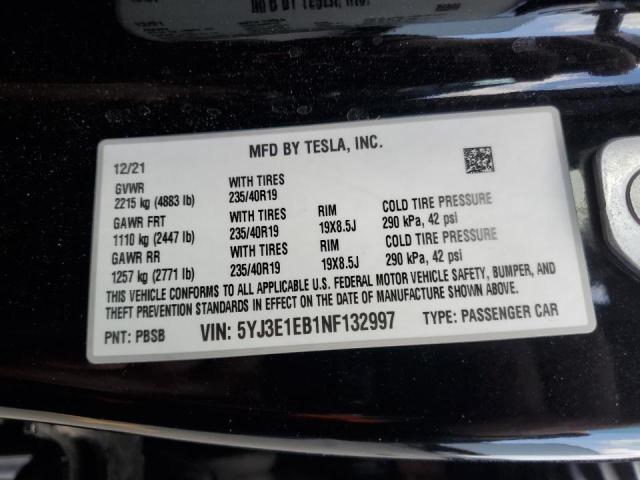 MFD BY TESLA, INC.
12/21
GVWR WITH TIRES
2215 kg (4883 lb) 235/40R19
GAWR FRT WITH TIRES RIM COLD TIRE PRESSURE
1110 kg (2447 lb) 235/40R19 19X8.5J 290 kPa, 42 psi
GAWR RR WITH TIRES RIM COLD TIRE PRESSURE
1257 kg (2771 lb) 235/40R19 19X8.5J 290 kPa, 42 psi
THIS VEHICLE CONFORMS TO ALL APPLICABLE U.S. FEDERAL MOTOR VEHICLE SAFETY, BUMPER, AND
THEFT PREVENTION STANDARDS IN EFFECT ON THE DATE OF MANUFACTURE SHOWN ABOVE.
PNT: PBSB VIN: 5YJ3E1EB1NF132997 TYPE: PASSENGER CAR